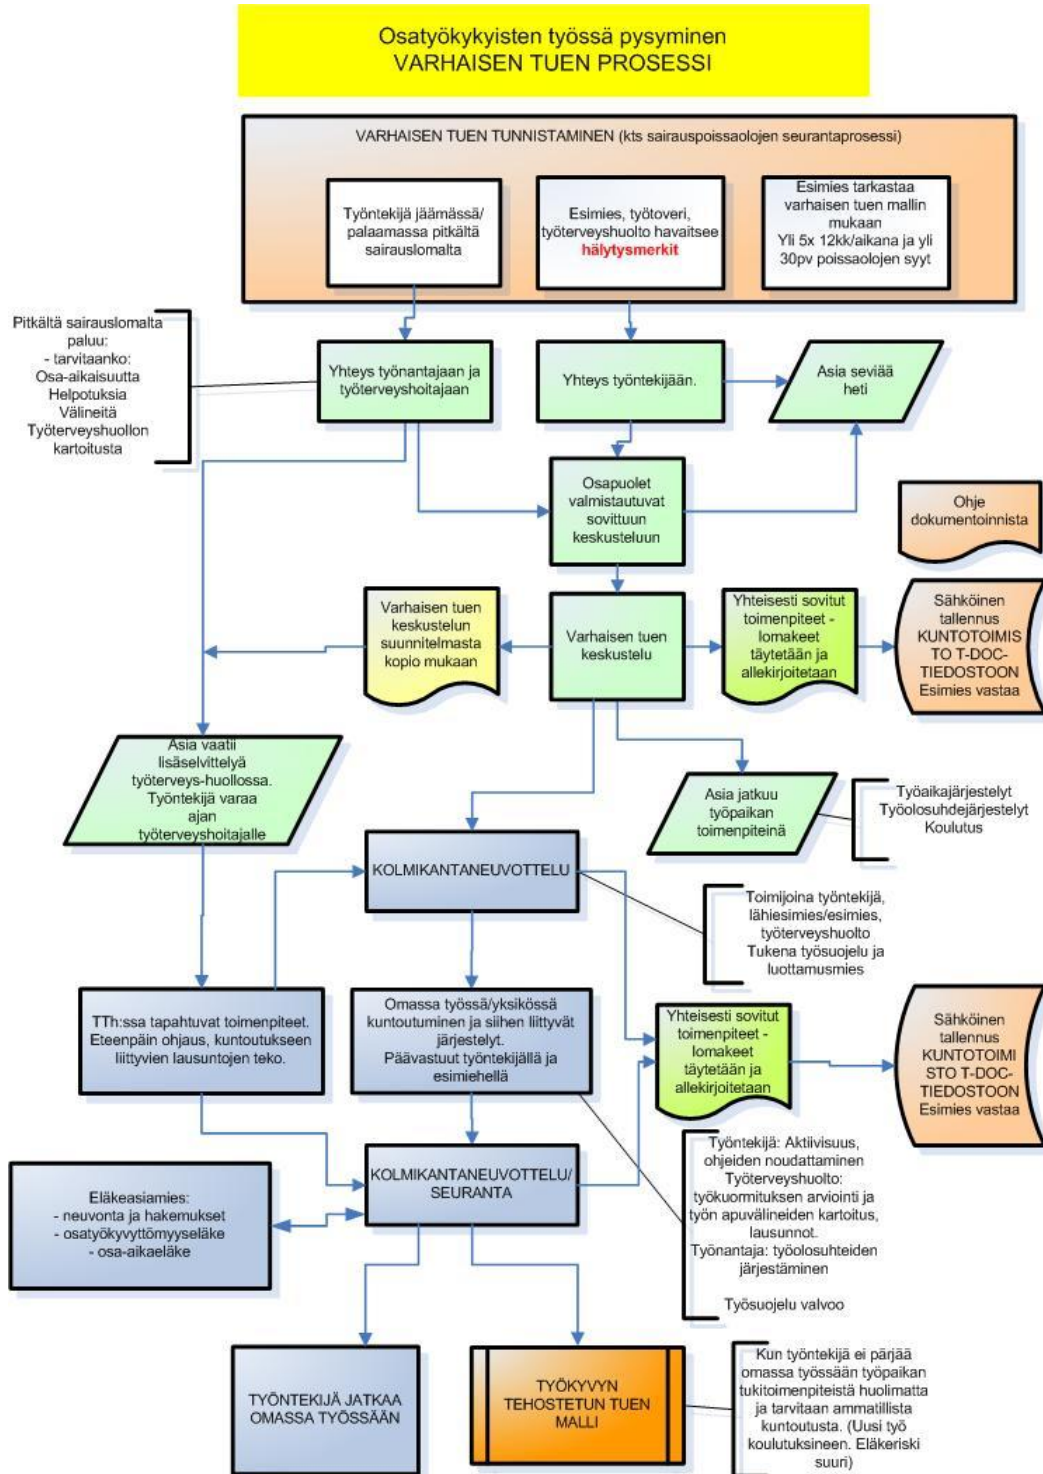 Osatyökykyisten työssä pysyminen
VARHAISEN TUEN PROSESSI
VARHAISEN TUEN TUNNISTAMINEN (kts sairauspoissaolojen seurantaprosessi)
Työntekijä jäämässä/
palaamassa pitkältä
sairauslomalta
Esimies, työtoveri,
työterveyshuolto havaitsee
hälytysmerkit
Esimies tarkastaa
varhaisen tuen mallin
mukaan
Yli 5x 12kk/aikana ja yli
30pv poissaolojen syyt
Pitkältä sairauslomalta
paluu:
- tarvitaanko:
Osa-aikaisuutta
Helpotuksia
Välineitä
Työterveyshuollon
kartoitusta
Yhteys työnantajaan ja
työterveyshoitajaan
Yhteys työntekijään.
Asia seviää
heti
Osapuolet
valmistautuvat
sovittuun
keskusteluun
Ohje
dokumentoinnista
Varhaisen tuen
keskustelun
suunnitelmasta
kopio mukaan
Varhaisen tuen
keskustelu
Yhteisesti sovitut
toimenpiteet -
lomakeet
täytetään ja
allekirjoitetaan
Sähköinen
tallennus
KUNTOTOIMIS
TO T-DOC-
TIEDOSTOON
Esimies vastaa
Asia vaatii
lisäselvittelyä
työterveys-huollossa.
Työntekijä varaa
ajan
työterveyshoitajalle
Asia jatkuu
työpaikan
toimenpiteinä
Työaikajärjestelyt
Työolosuhdejärjestelyt
Koulutus
KOLMIKANTANEUVOTTELU
Toimijoina työntekijä,
lähiesimies/esimies,
työterveyshuolto
Tukena työsuojelu ja
luottamusmies
TTh:ssa tapahtuvat toimenpiteet.
Eteenpäin ohjaus, kuntoutukseen
liittyvien lausuntojen teko.
Omassa työssä/yksikössä
kuntoutuminen ja siihen liittyvät
järjestelyt.
Päävastuut työntekijällä ja
esimiehellä
Yhteisesti sovitut
toimenpiteet -
lomakeet
täytetään ja
allekirjoitetaan
Sähköinen
tallennus
KUNTOTOIMI
STO T-DOC-
TIEDOSTOON
Esimies vastaa
Työntekijä: Aktiivisuus,
ohjeiden noudattaminen
Työterveyshuolto:
työkuormituksen arviointi ja
työn apuvälineiden kartoitus,
lausunnot.
Työnantaja: työolosuhteiden
järjestäminen
Työsuojelu valvoo
KOLMIKANTANEUVOTTELU/
SEURANTA
Eläkeasiamies:
- neuvonta ja hakemukset
- osatyökyvyttömyyseläke
- osa-aikaeläke
TYÖNTEKIJÄ JATKAA
OMASSA TYÖSSÄÄN
TYÖKYVYN
TEHOSTETUN TUEN
MALLI
Kun työntekijä ei pärjää
omassa työssään työpaikan
tukitoimenpiteistä huolimatta
ja tarvitaan ammatillista
kuntoutusta. (Uusi työ
koulutuksineen. Eläkeriski
suuri)